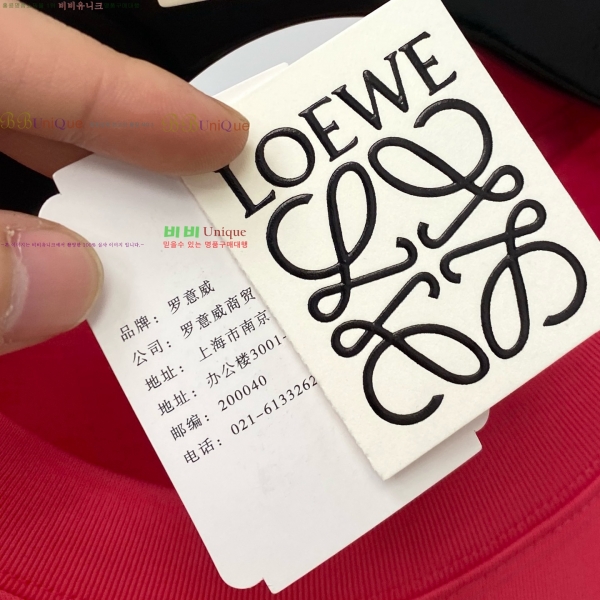 비비유니크
BBUniQue
BBUniQue
LOEWE
비비 Unique
믿을수 있는 명품구매대행
品牌：罗意威
公司：罗意威商贸
地址：上海市南京
地址：办公楼3001-
邮编：200040
电话：021-6133262